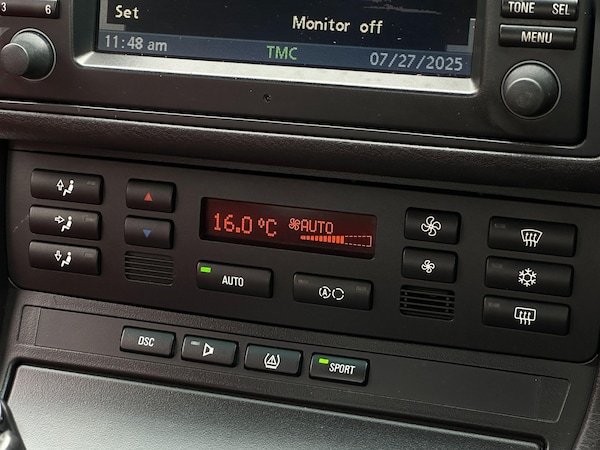 3 6
TONE SEL
Set
Monitor off
MENU
11:48 am TMC 07/27/2025
16.0 °C AUTO
AUTO
A
DSC
SPORT